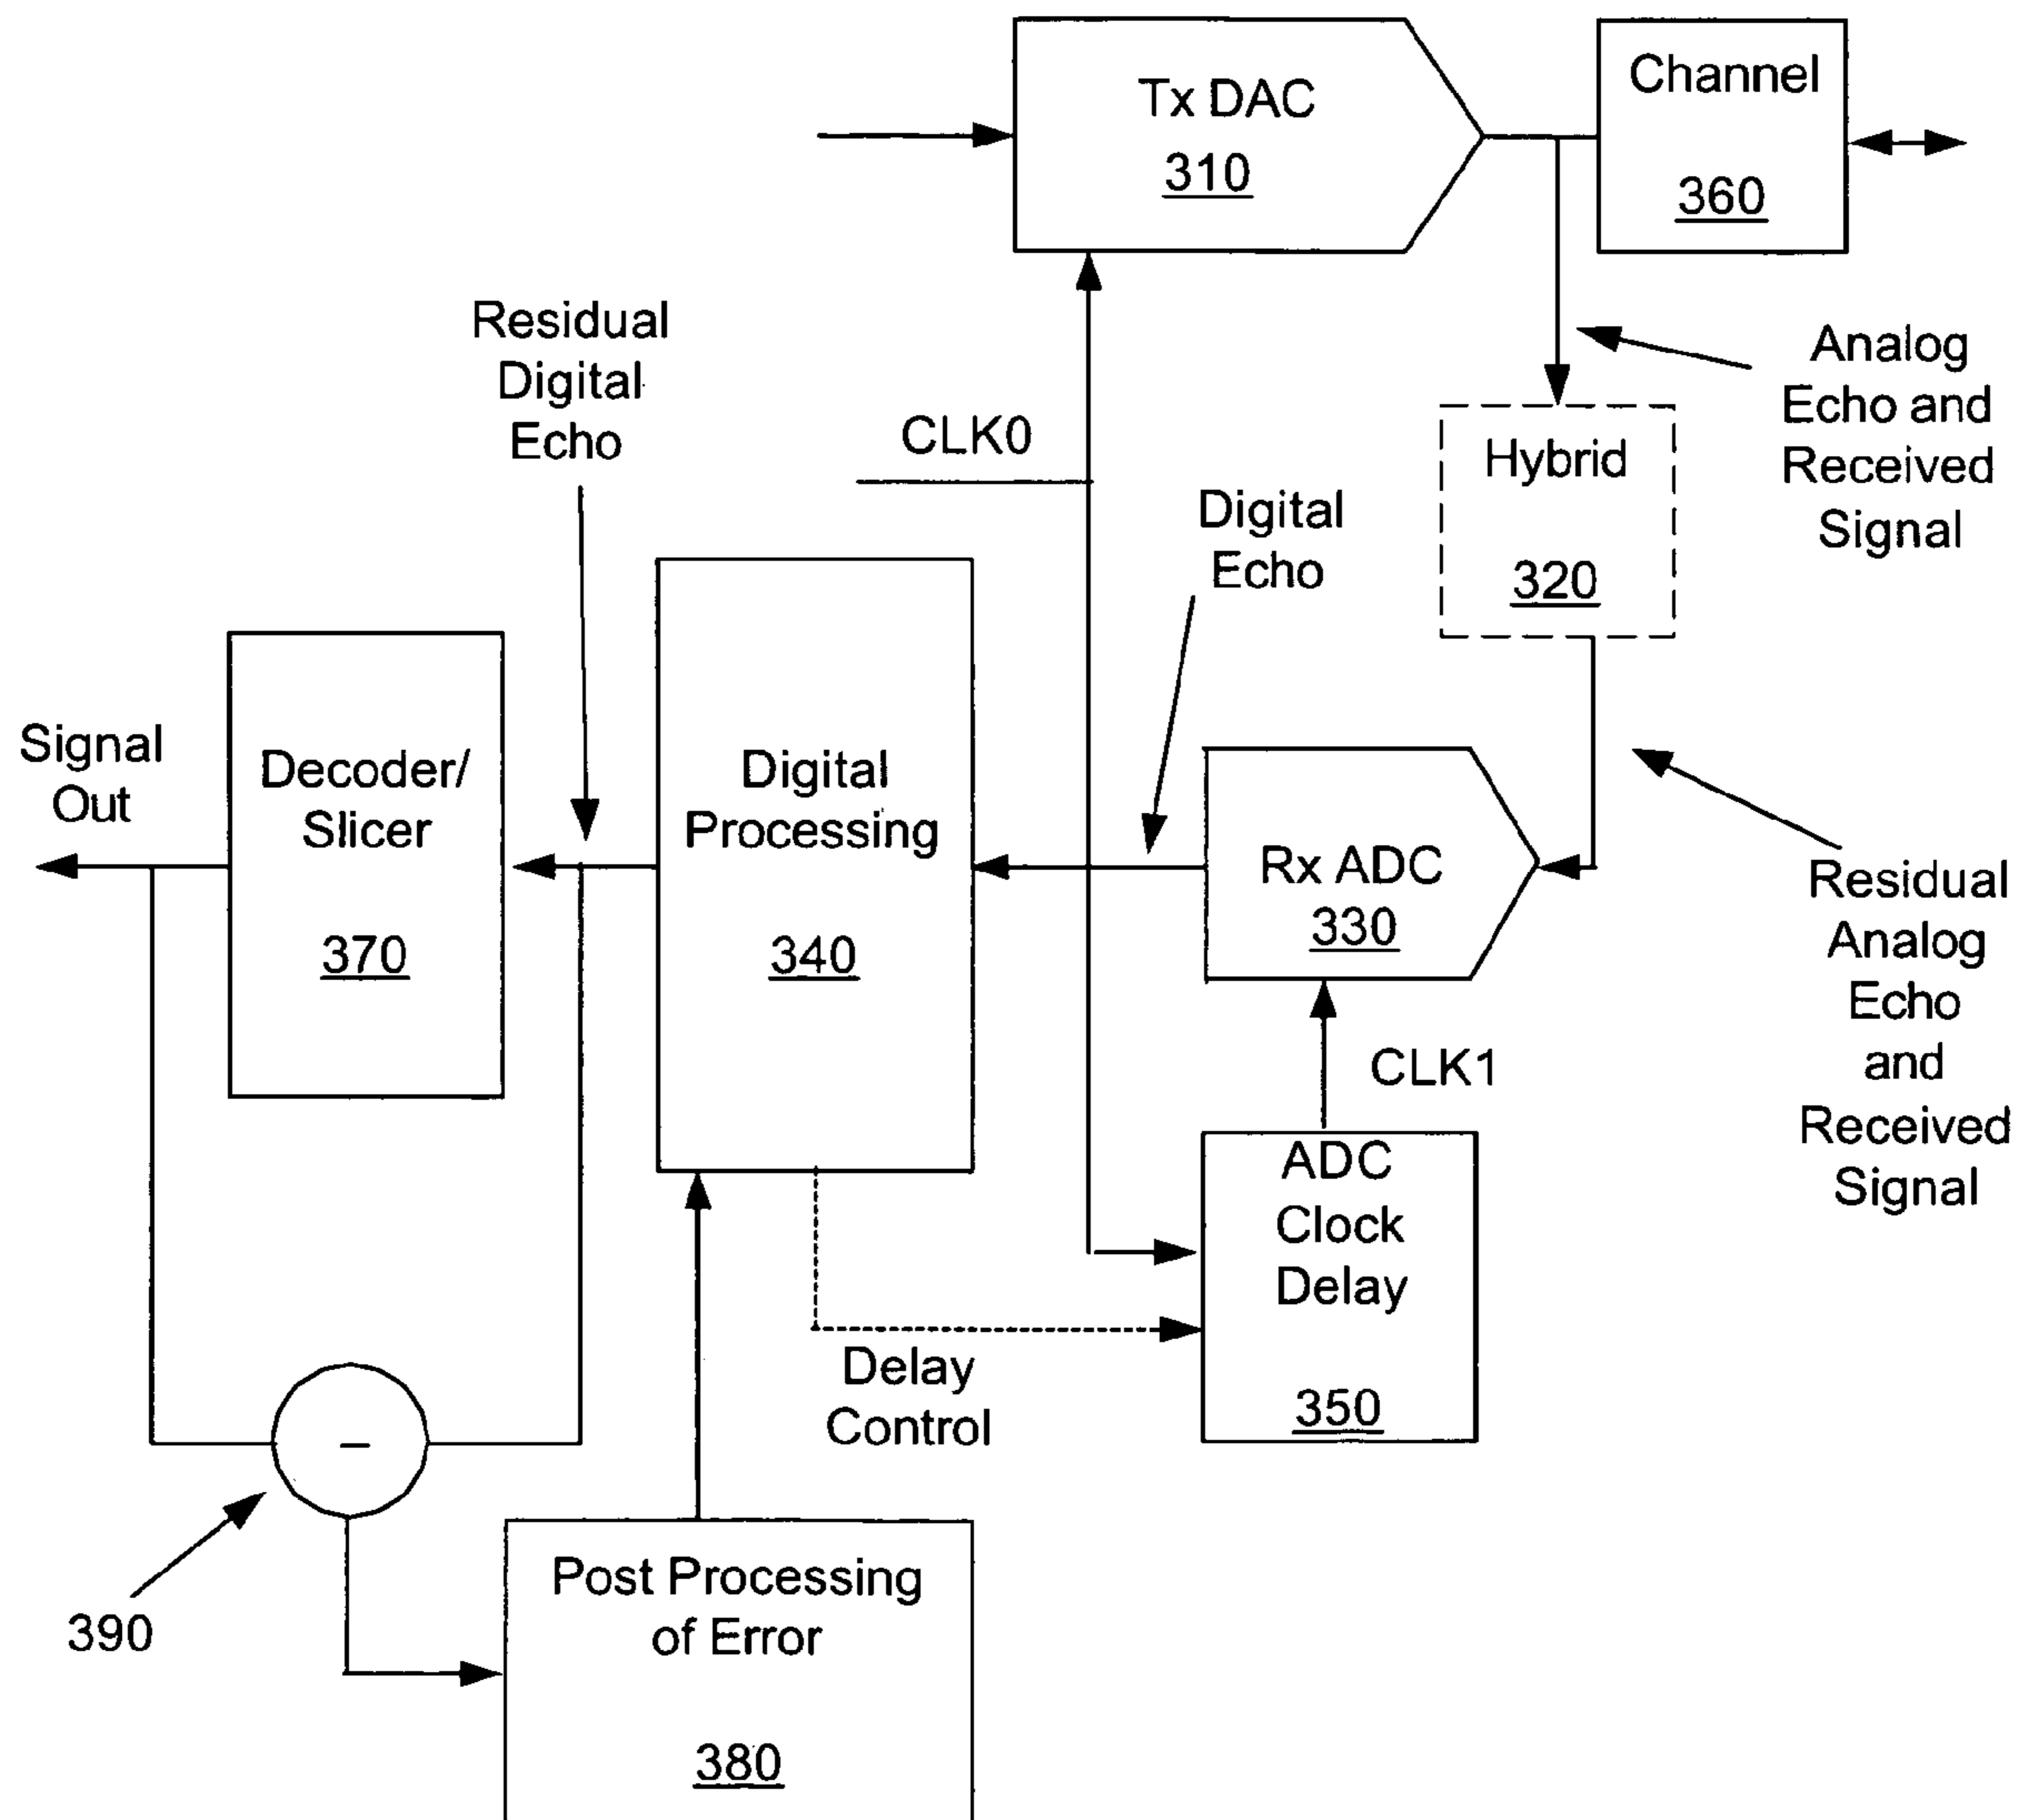 Tx DAC
310
Channel
360
Residual
Digital
Echo
CLK0
Analog
Echo and
Received
Signal
Hybrid
320
Digital
Echo
Signal
Out
Decoder/
Slicer
370
Digital
Processing
340
Rx ADC
330
Residual
Analog
Echo
and
Received
Signal
CLK1
ADC
Clock
Delay
350
Delay
Control
–
390
Post Processing
of Error
380